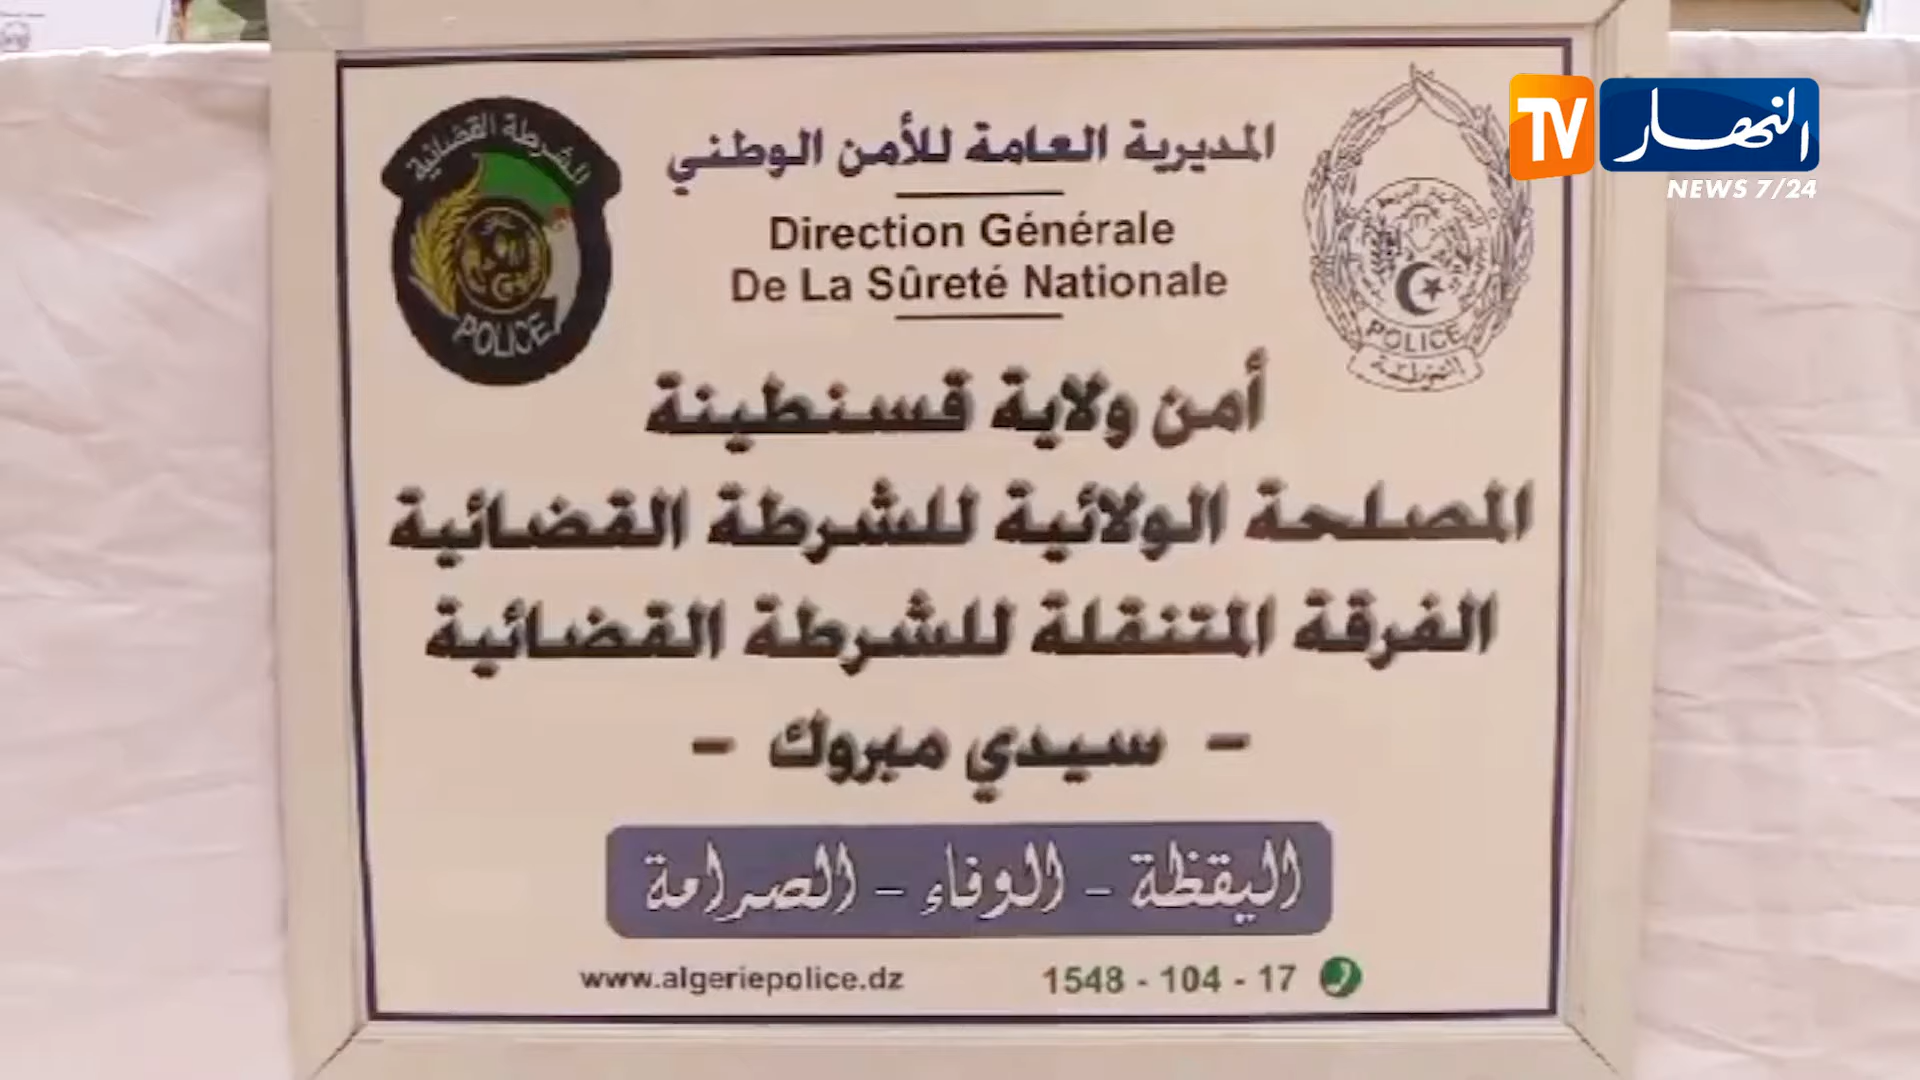 المديرية العامة للأمن الوطني
Direction Générale
De La Sûreté Nationale
للشرطة القضائية
POLICE
POLICE
الشرطة
أمن ولاية قسنطينة
المصلحة الولائية للشرطة القضائية
الفرقة المتنقلة للشرطة القضائية
- سيدي مبروك -
اليقظة - الوفاء - الصرامة
www.algeriepolice.dz
1548 - 104 - 17
النهار TV
NEWS 7/24